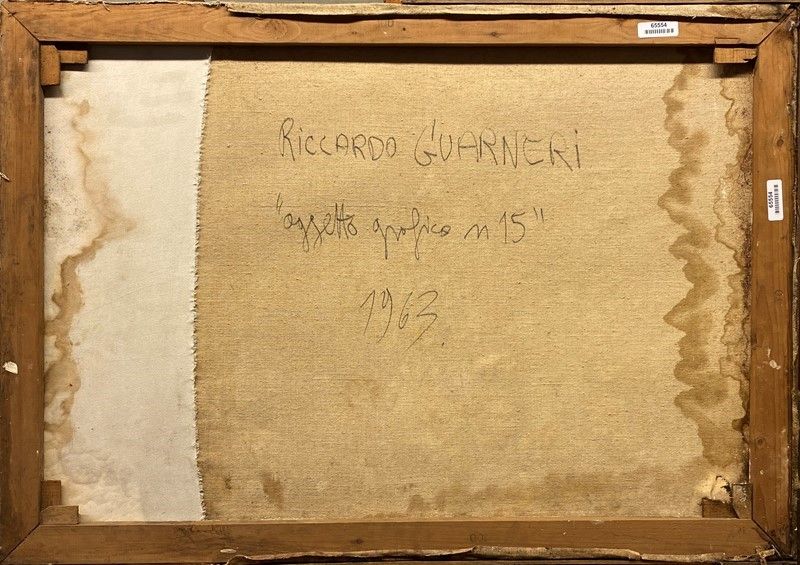 65554
RICCARDO GUARNERI
"oggetto grafico n 15"
1963.
65554